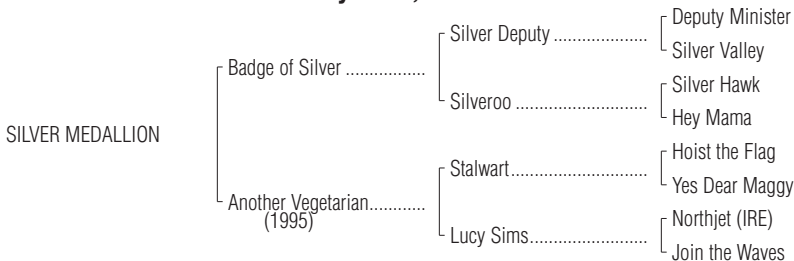 Deputy Minister
Silver Deputy ....................
Silver Valley
Badge of Silver .................
Silver Hawk
Silveroo ............................
Hey Mama
SILVER MEDALLION
Hoist the Flag
Stalwart.............................
Yes Dear Maggy
Another Vegetarian............
(1995)
Northjet (IRE)
Lucy Sims.........................
Join the Waves